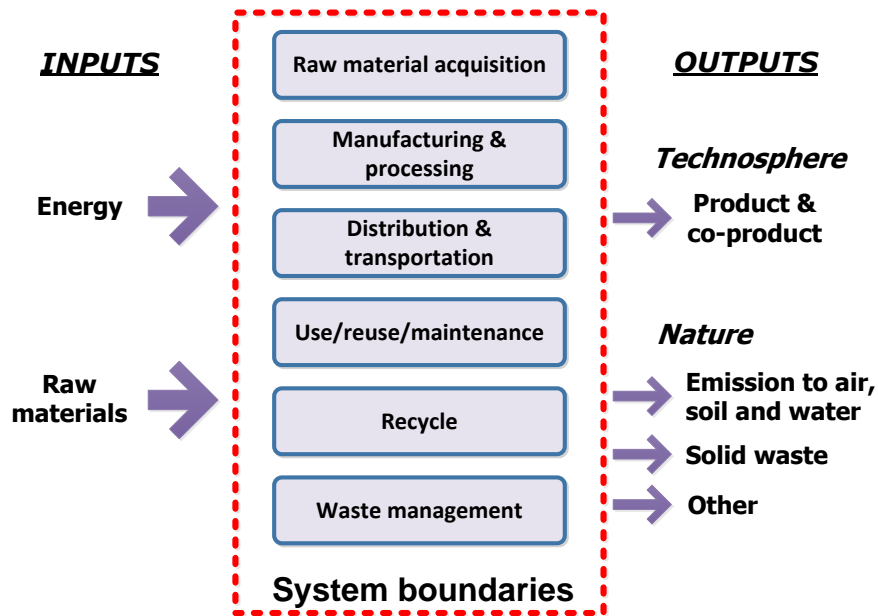 INPUTS
Energy
Raw
materials
Raw material acquisition
Manufacturing &
processing
Distribution &
transportation
Use/reuse/maintenance
Recycle
Waste management
System boundaries
OUTPUTS
Technosphere
Product &
co-product
Nature
Emission to air,
soil and water
Solid waste
Other